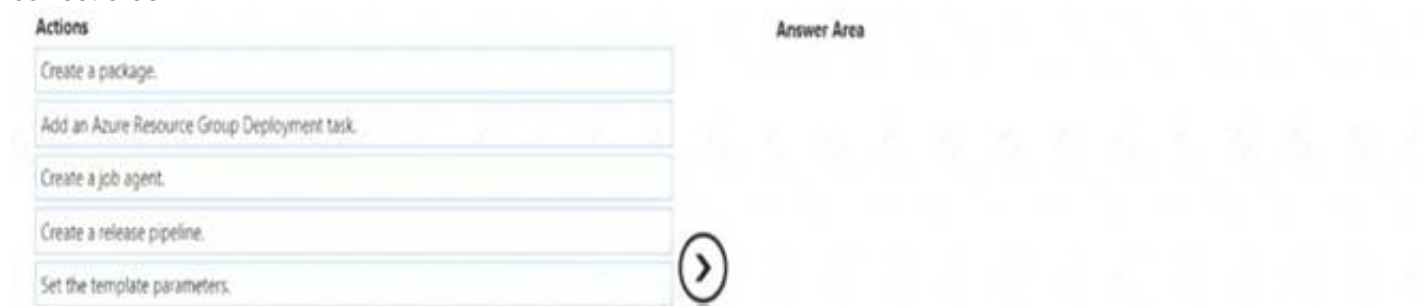 Actions
Answer Area
Create a package.
Add an Azure Resource Group Deployment task.
Create a job agent.
Create a release pipeline.
Set the template parameters.